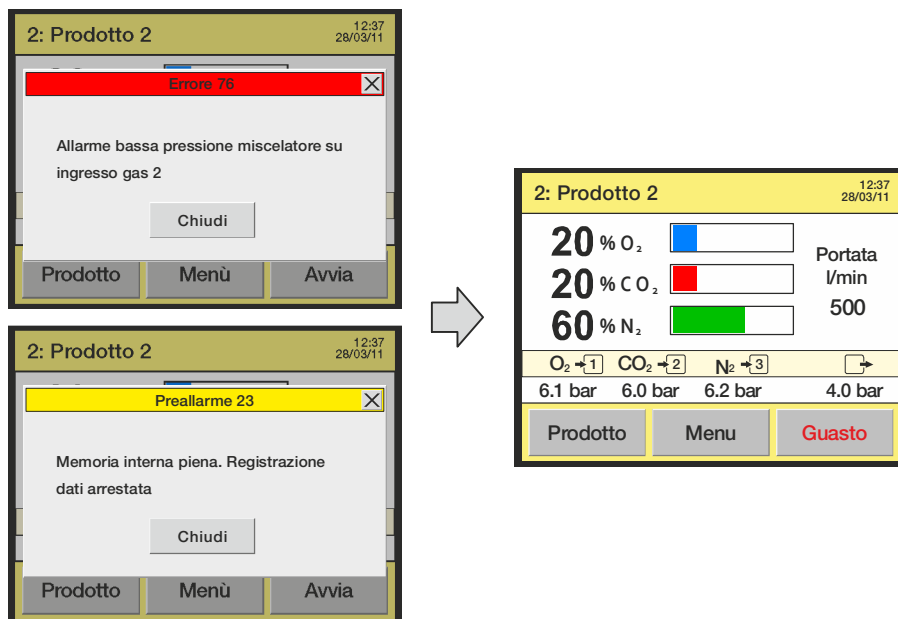 2: Prodotto 2
12:37
28/03/11
Errore 76
Allarme bassa pressione miscelatore su
ingresso gas 2
Chiudi
Prodotto Menù Avvia
2: Prodotto 2
12:37
28/03/11
Preallarme 23
Memoria interna piena. Registrazione
dati arrestata
Chiudi
Prodotto Menù Avvia
2: Prodotto 2
12:37
28/03/11
20 % O₂
20 % CO₂
60 % N₂
Portata
l/min
500
O₂ 1 CO₂ 2 N₂ 3
6.1 bar 6.0 bar 6.2 bar 4.0 bar
Prodotto Menu Guasto